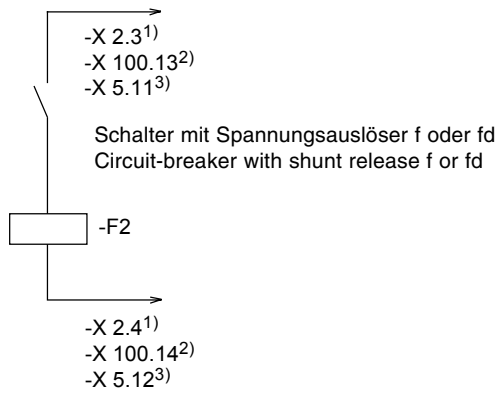 -X 2.3¹⁾
-X 100.13²⁾
-X 5.11³⁾
Schalter mit Spannungsauslöser f oder fd
Circuit-breaker with shunt release f or fd
-F2
-X 2.4¹⁾
-X 100.14²⁾
-X 5.12³⁾